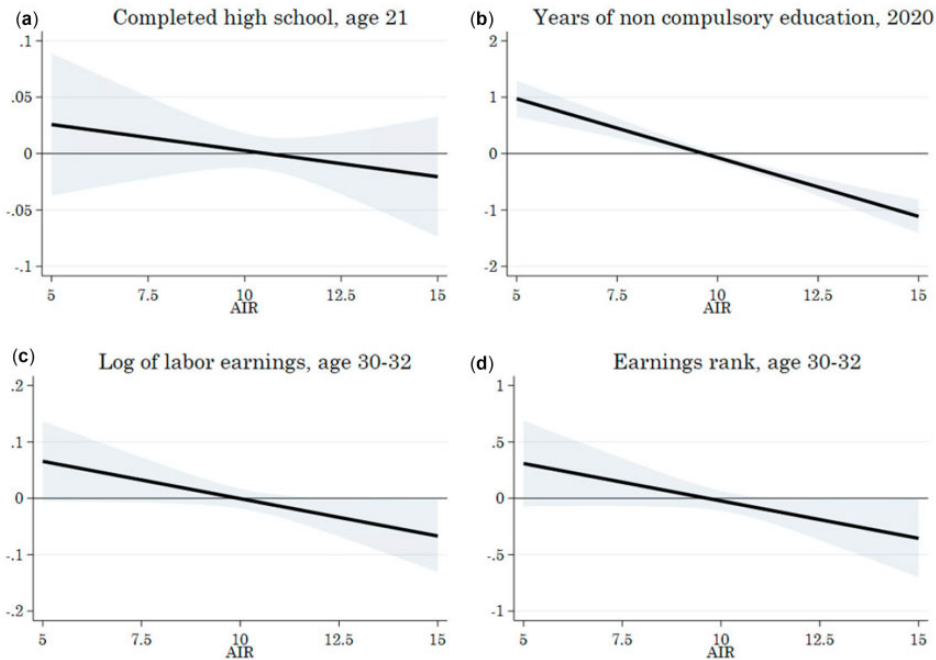 (a) Completed high school, age 21
.1
.05
0
-.05
-.1
5 7.5 10 12.5 15
AIR
(b) Years of non compulsory education, 2020
2
1
0
-1
-2
5 7.5 10 12.5 15
AIR
(c) Log of labor earnings, age 30-32
.2
.1
0
-.1
-.2
5 7.5 10 12.5 15
AIR
(d) Earnings rank, age 30-32
1
.5
0
-.5
-1
5 7.5 10 12.5 15
AIR